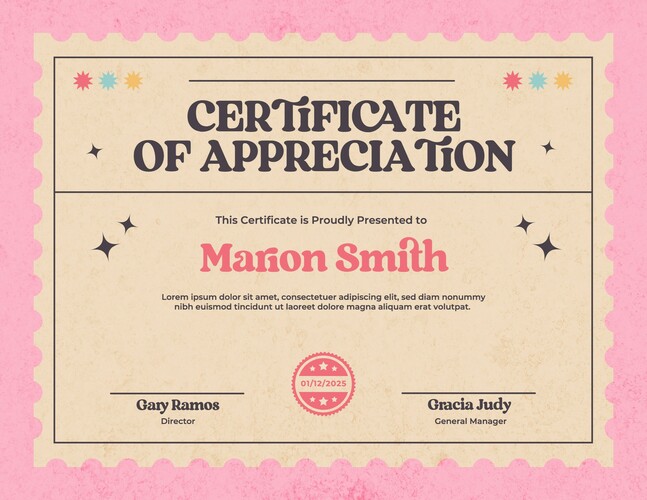 CERTIFICATE
OF APPRECIATION
This Certificate is Proudly Presented to
Marion Smith
Lorem ipsum dolor sit amet, consectetuer adipiscing elit, sed diam nonummy
nibh euismod tincidunt ut laoreet dolore magna aliquam erat volutpat.
01/12/2025
Gary Ramos
Director
Gracia Judy
General Manager